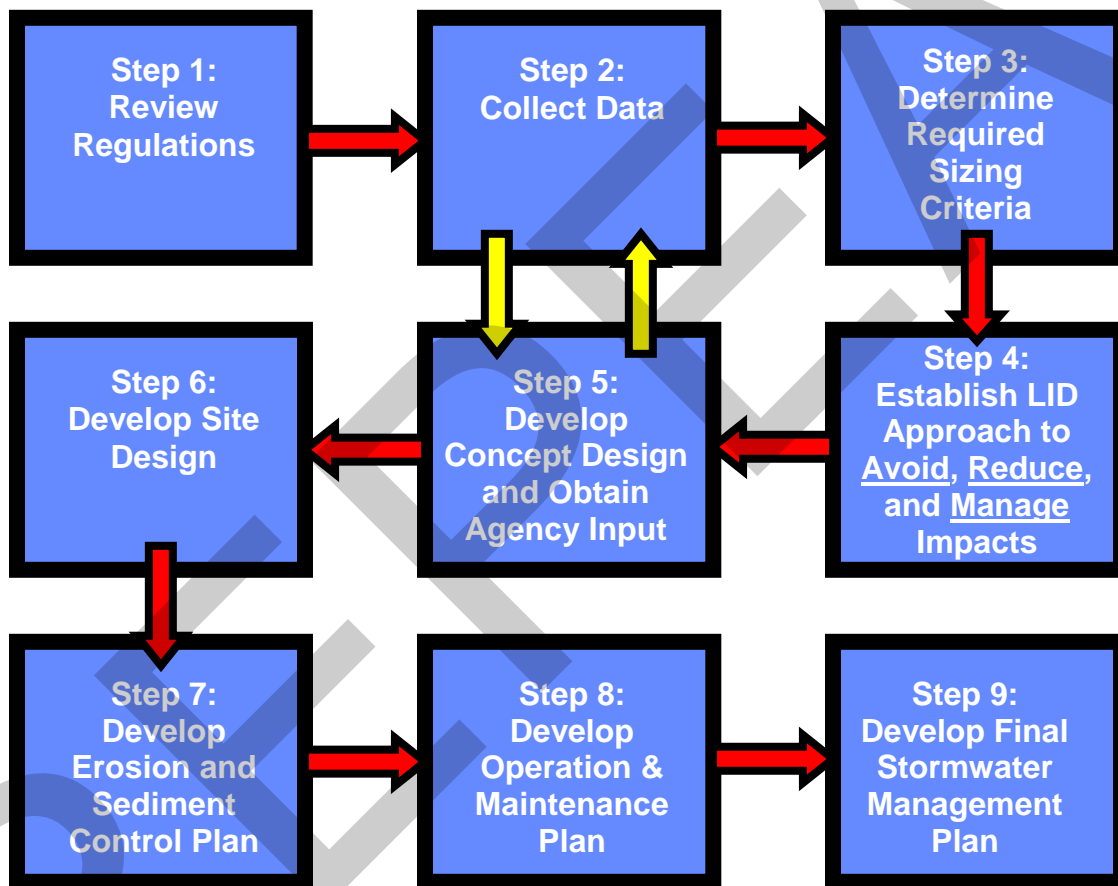 Step 1:
Review
Regulations
Step 2:
Collect Data
Step 3:
Determine
Required
Sizing
Criteria
Step 4:
Establish LID
Approach to
Avoid, Reduce,
and Manage
Impacts
Step 5:
Develop
Concept Design
and Obtain
Agency Input
Step 6:
Develop Site
Design
Step 7:
Develop
Erosion and
Sediment
Control Plan
Step 8:
Develop
Operation &
Maintenance
Plan
Step 9:
Develop Final
Stormwater
Management
Plan